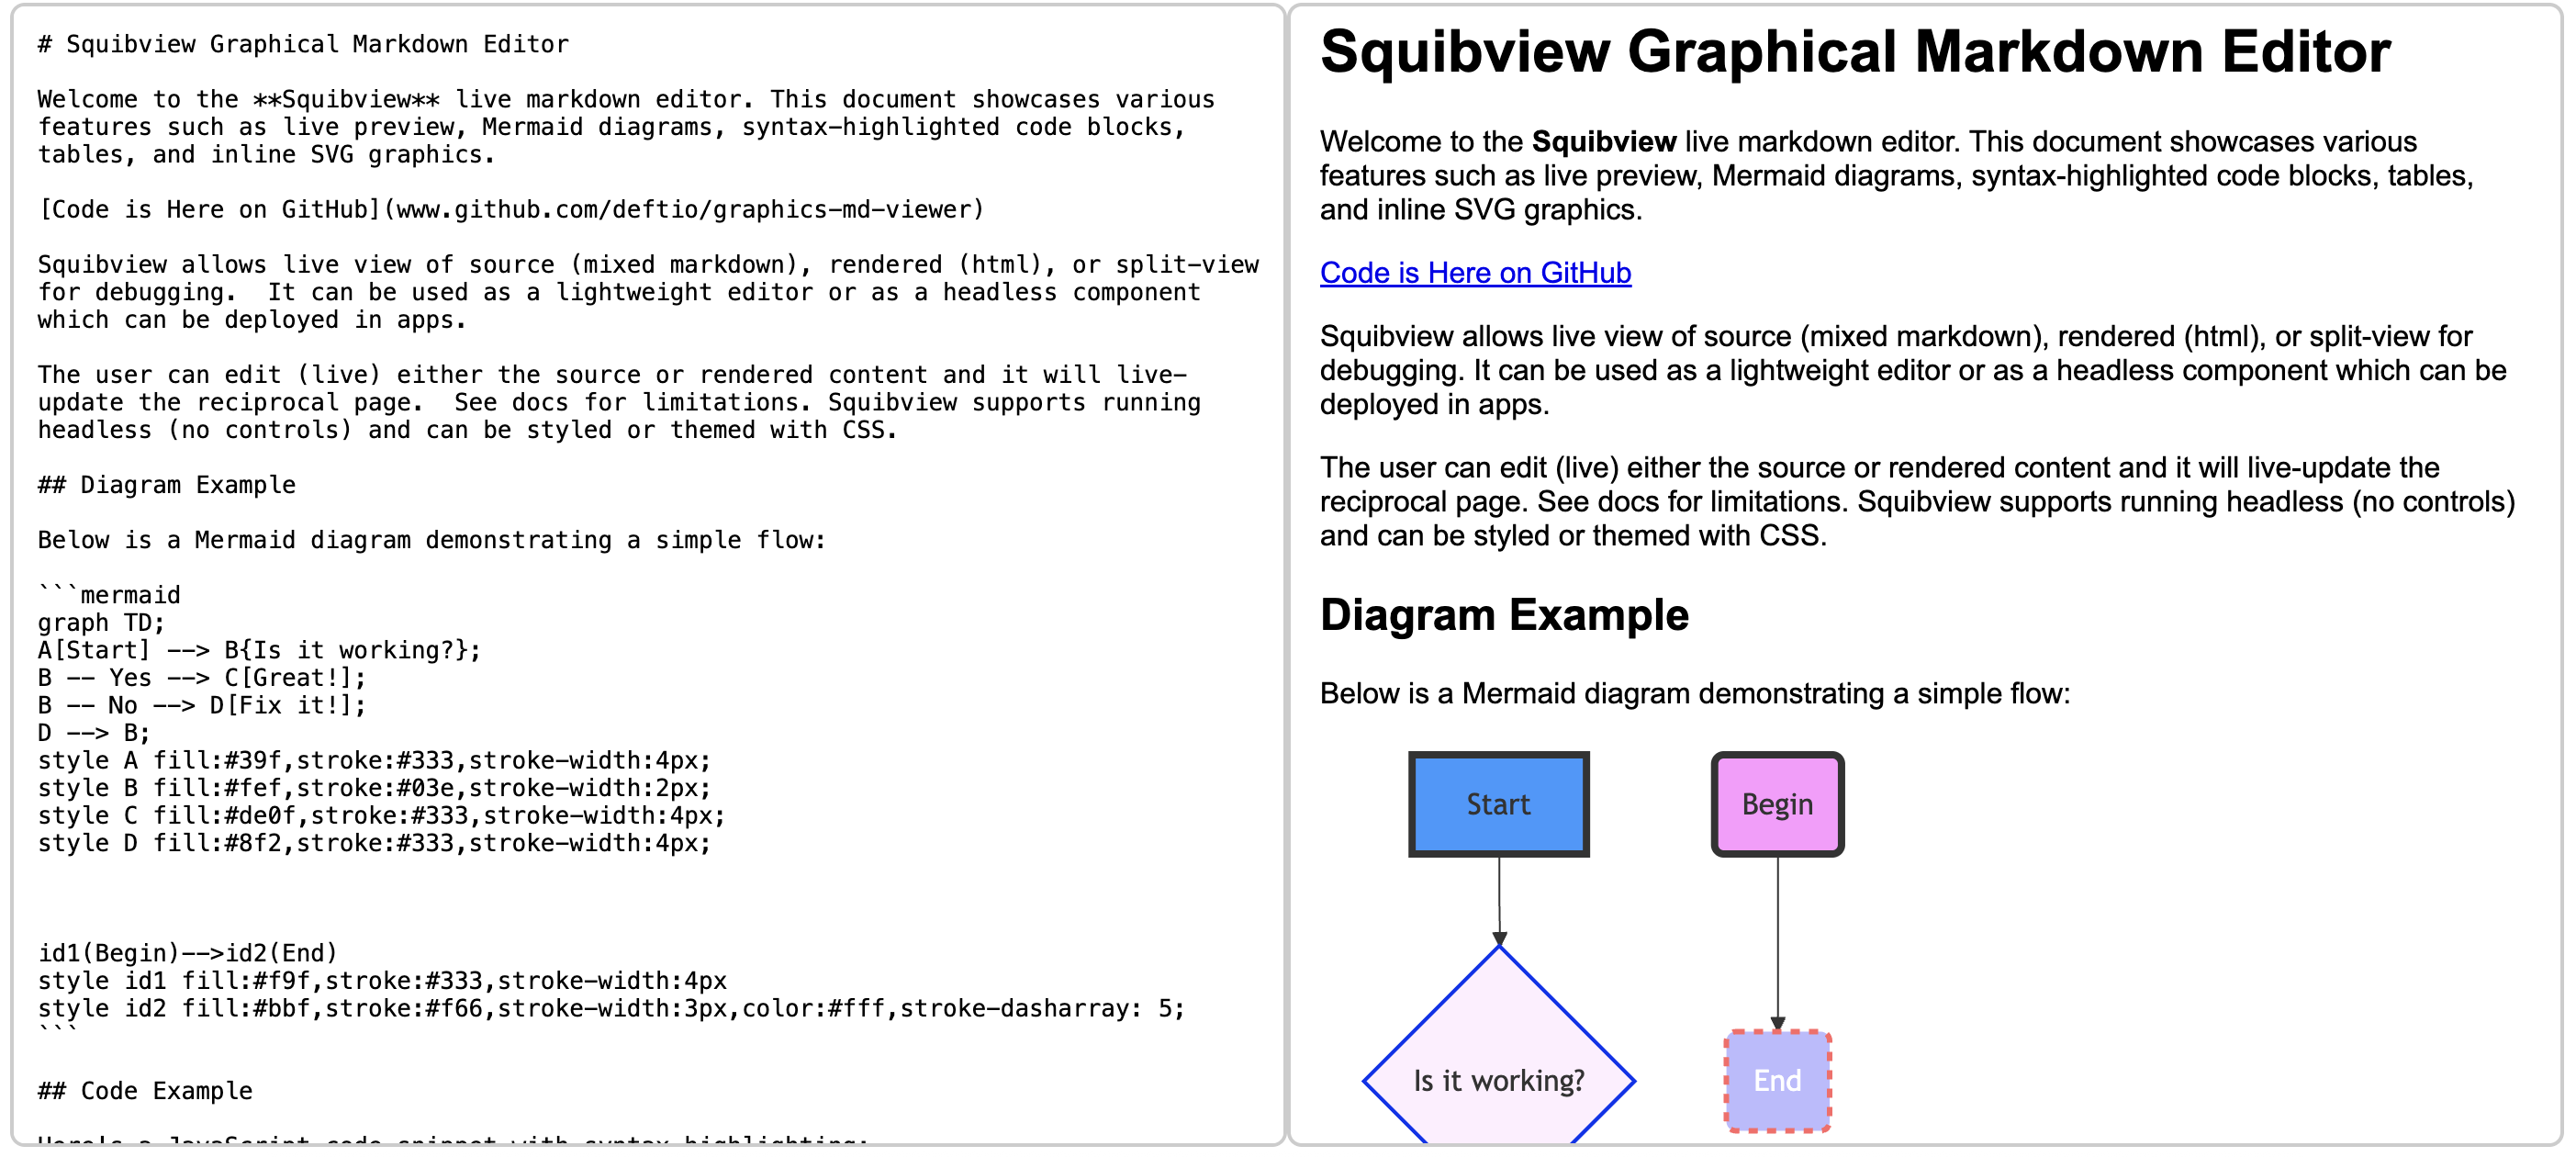 # Squibview Graphical Markdown Editor
Welcome to the **Squibview** live markdown editor. This document showcases various
features such as live preview, Mermaid diagrams, syntax-highlighted code blocks,
tables, and inline SVG graphics.
[Code is Here on GitHub](www.github.com/deftio/graphics-md-viewer)
Squibview allows live view of source (mixed markdown), rendered (html), or split-view
for debugging.  It can be used as a lightweight editor or as a headless component
which can be deployed in apps.
The user can edit (live) either the source or rendered content and it will live-
update the reciprocal page.  See docs for limitations. Squibview supports running
headless (no controls) and can be styled or themed with CSS.
## Diagram Example
Below is a Mermaid diagram demonstrating a simple flow:
```mermaid
graph TD;
A[Start] --> B{Is it working?};
B -- Yes --> C[Great!];
B -- No --> D[Fix it!];
D --> B;
style A fill:#39f,stroke:#333,stroke-width:4px;
style B fill:#fef,stroke:#03e,stroke-width:2px;
style C fill:#de0f,stroke:#333,stroke-width:4px;
style D fill:#8f2,stroke:#333,stroke-width:4px;
id1(Begin)-->id2(End)
style id1 fill:#f9f,stroke:#333,stroke-width:4px
style id2 fill:#bbf,stroke:#f66,stroke-width:3px,color:#fff,stroke-dasharray: 5;
```
## Code Example
Here's a JavaScript code snippet with syntax highlighting:
Squibview Graphical Markdown Editor
Welcome to the Squibview live markdown editor. This document showcases various
features such as live preview, Mermaid diagrams, syntax-highlighted code blocks, tables,
and inline SVG graphics.
Code is Here on GitHub
Squibview allows live view of source (mixed markdown), rendered (html), or split-view for
debugging. It can be used as a lightweight editor or as a headless component which can be
deployed in apps.
The user can edit (live) either the source or rendered content and it will live-update the
reciprocal page. See docs for limitations. Squibview supports running headless (no controls)
and can be styled or themed with CSS.
Diagram Example
Below is a Mermaid diagram demonstrating a simple flow:
Start
Begin
Is it working?
End